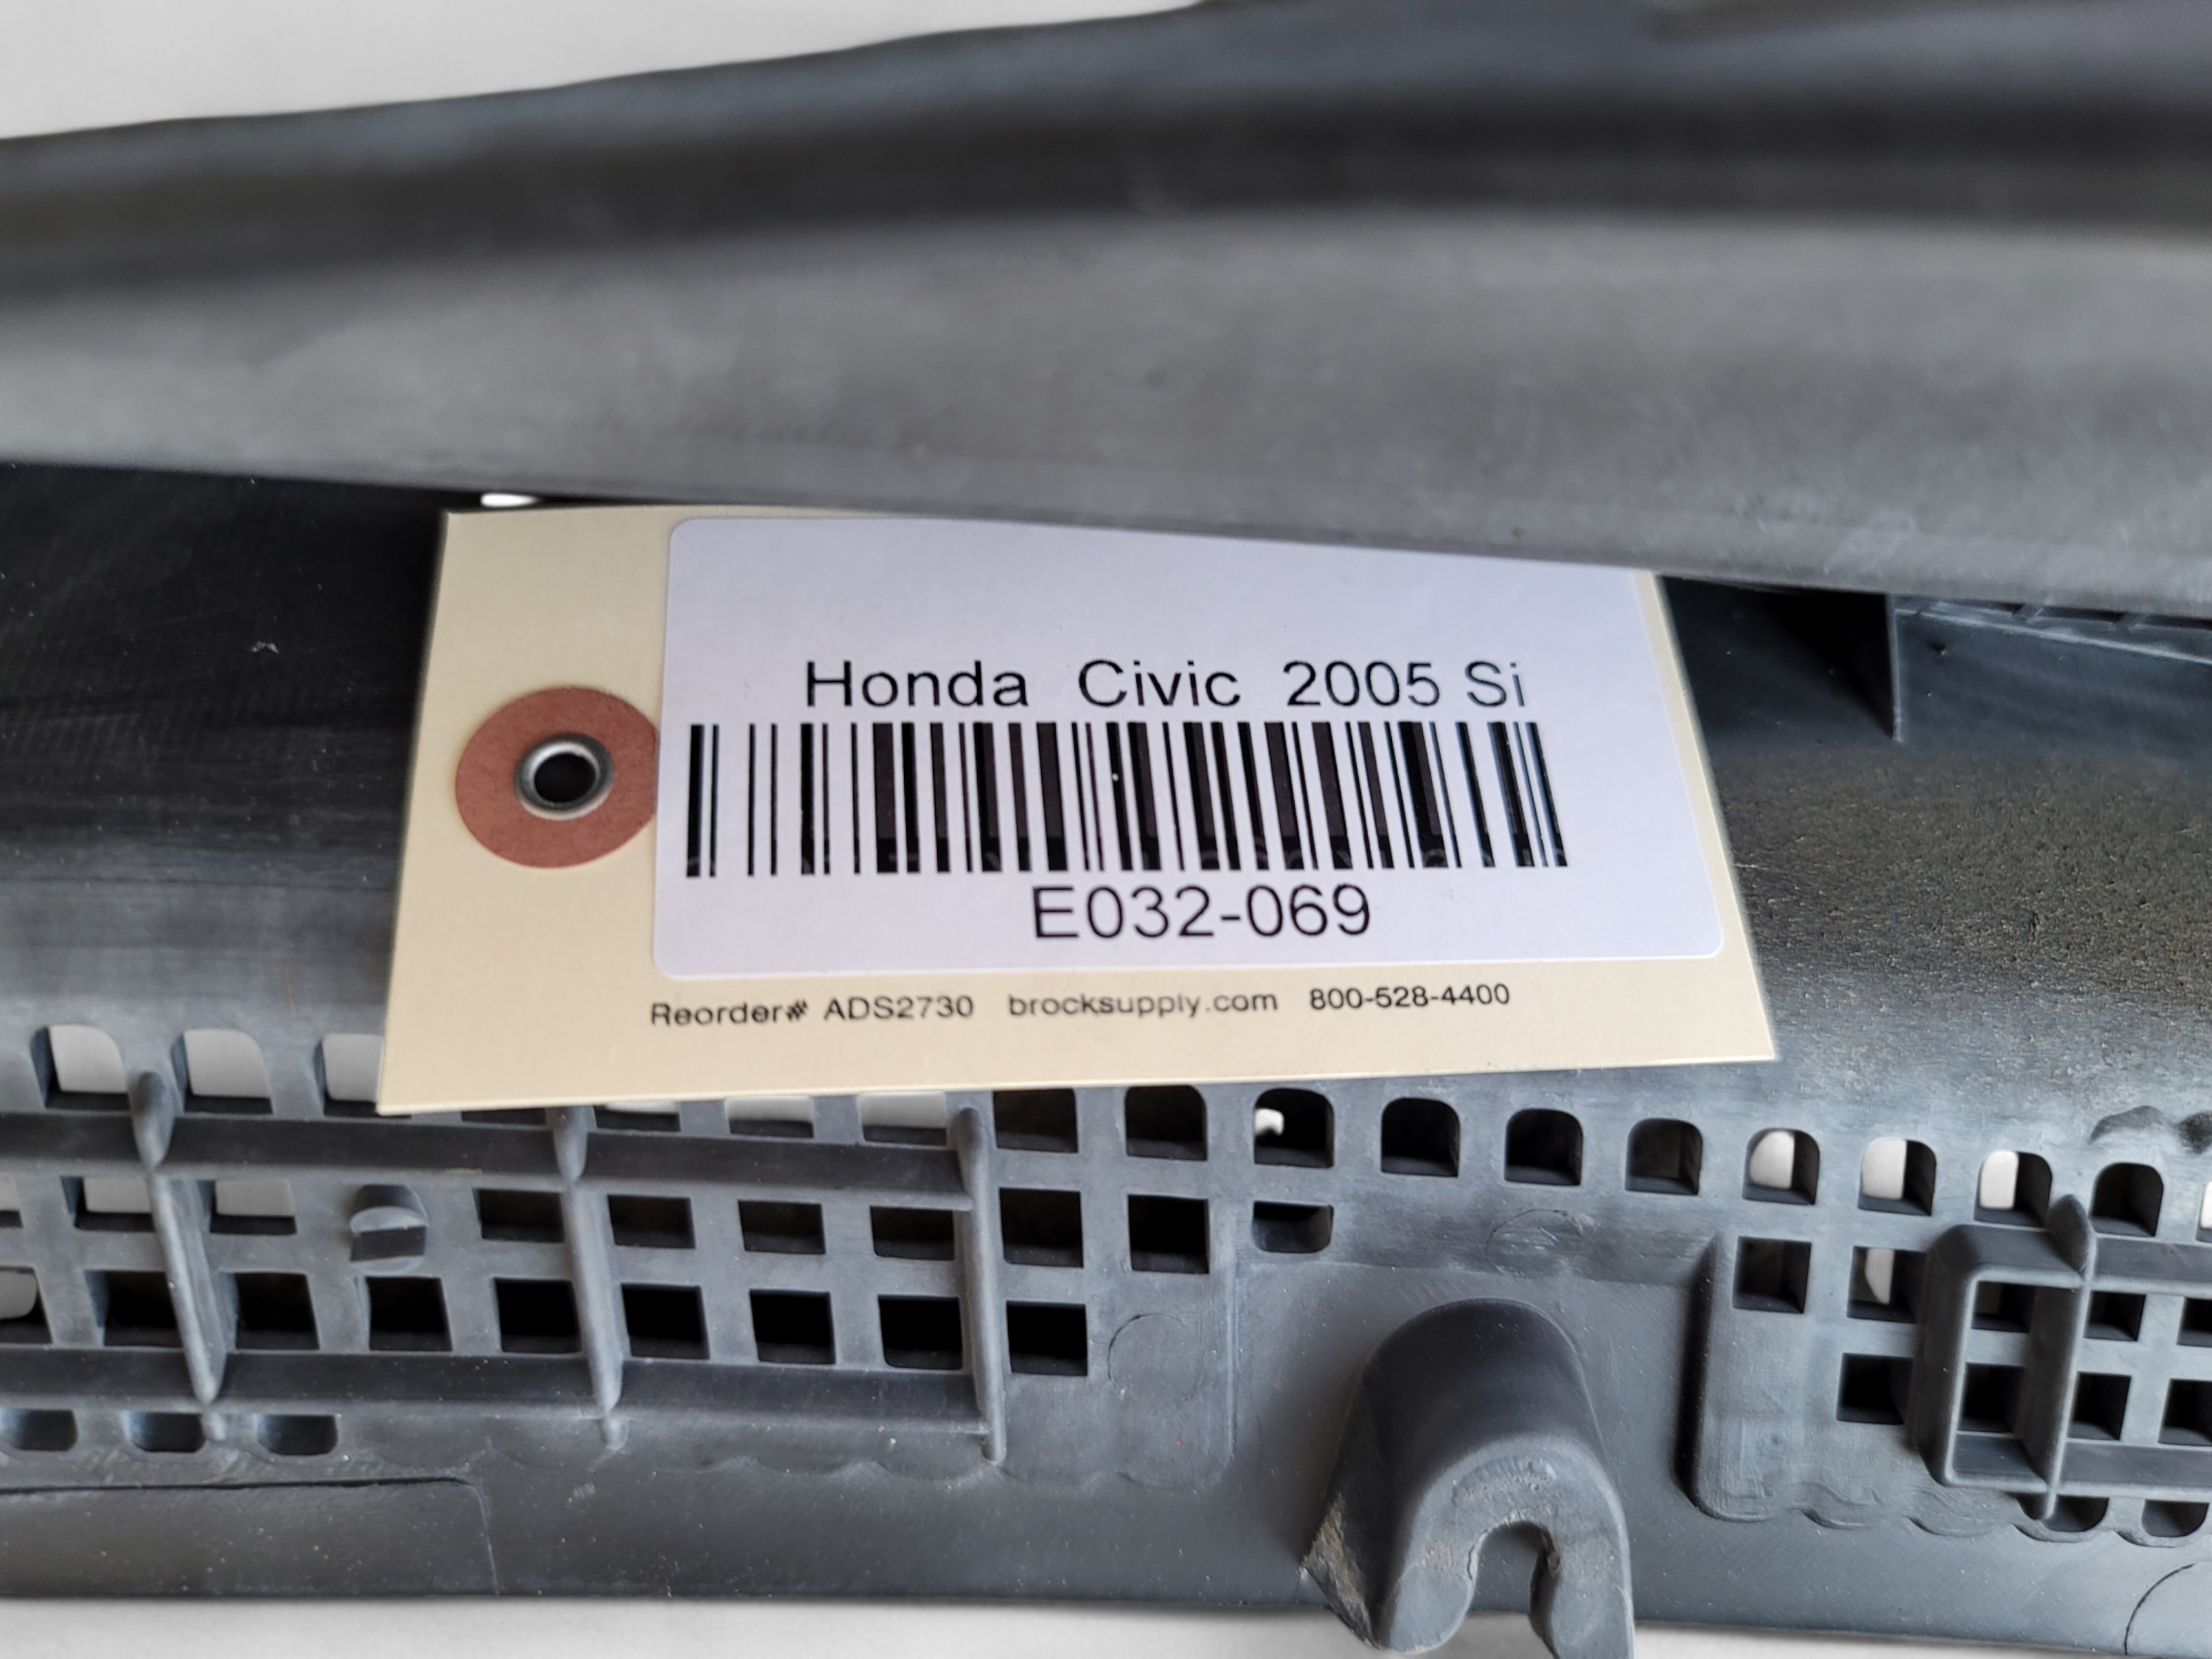 Honda Civic 2005 Si
E032-069
Reorder# ADS2730 brocksupply.com 800-528-4400